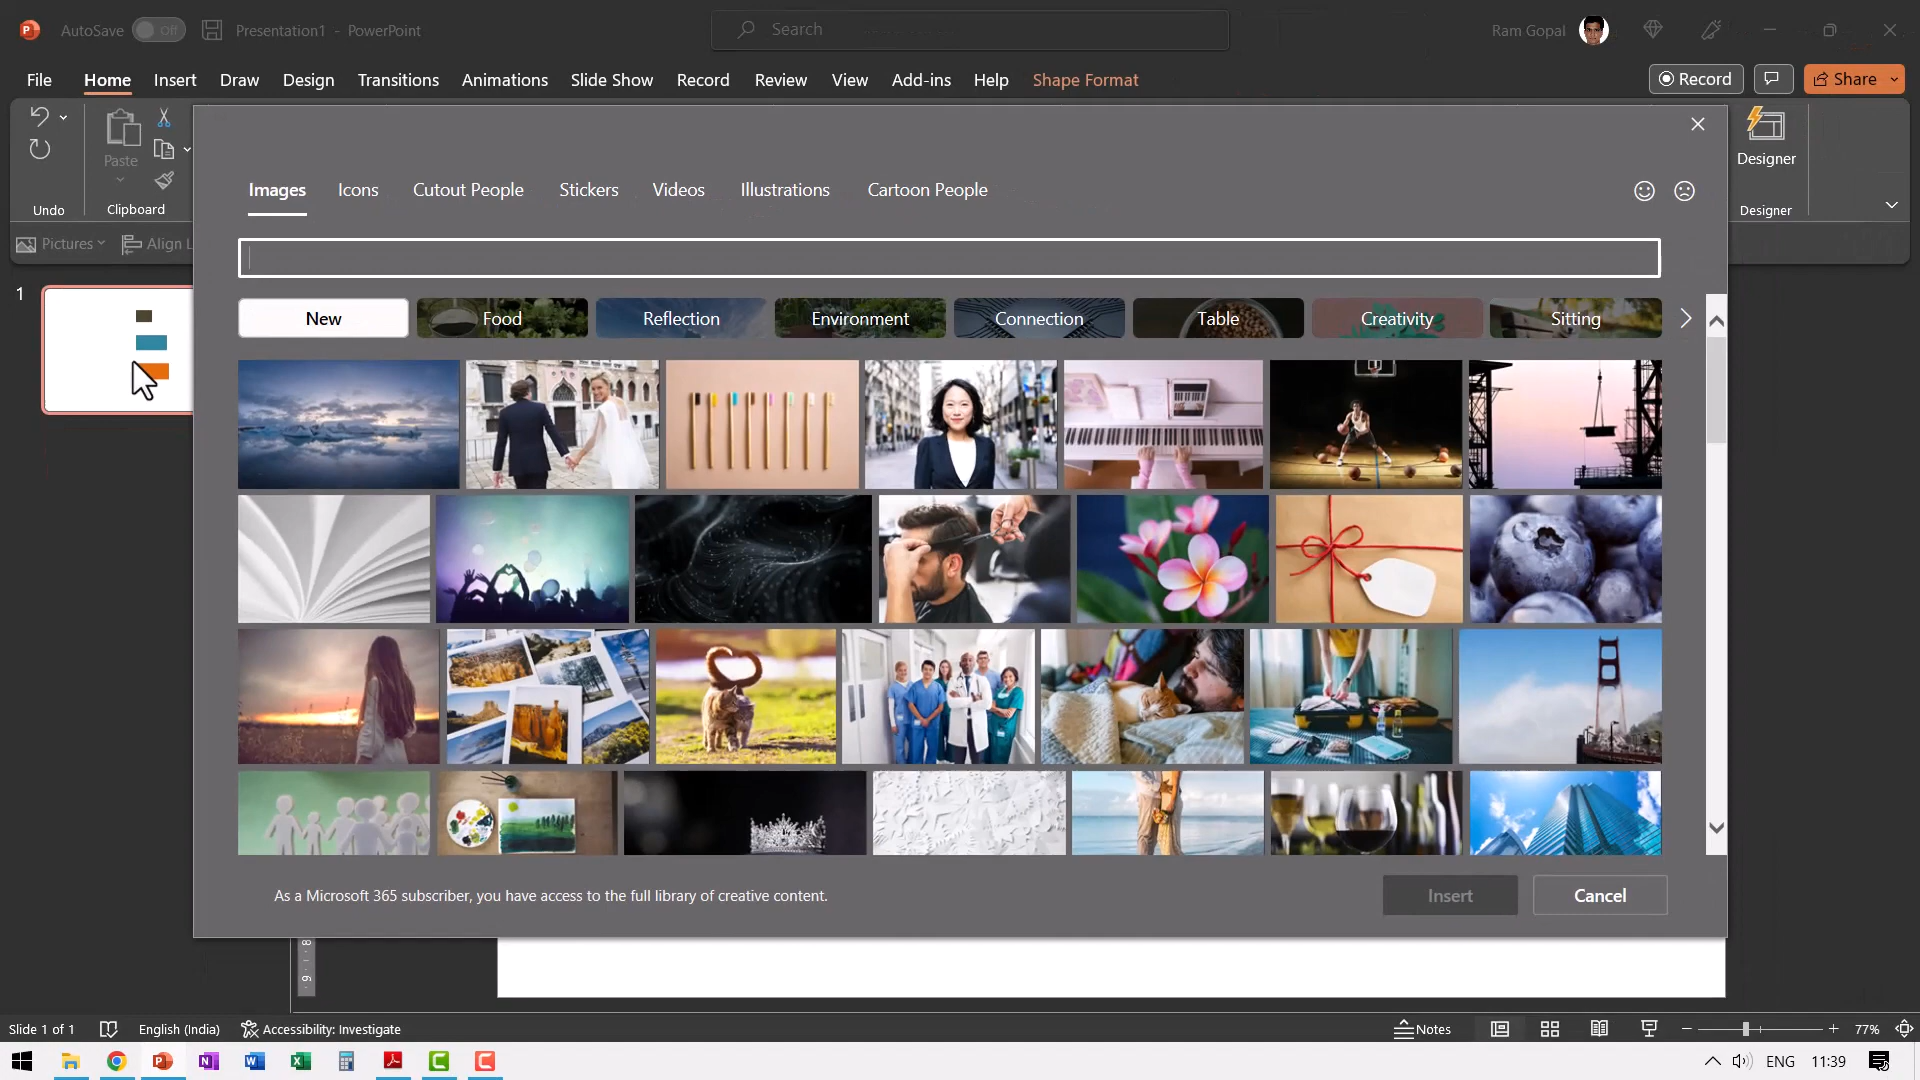 AutoSave Off Presentation1 - PowerPoint Search Ram Gopal
File Home Insert Draw Design Transitions Animations Slide Show Record Review View Add-ins Help Shape Format Record Share
Paste
Undo Clipboard
Designer
Designer
Pictures Align L
Images Icons Cutout People Stickers Videos Illustrations Cartoon People
New Food Reflection Environment Connection Table Creativity Sitting
1
As a Microsoft 365 subscriber, you have access to the full library of creative content.
Insert Cancel
8
9
Slide 1 of 1 English (India) Accessibility: Investigate Notes 77%
ENG 11:39